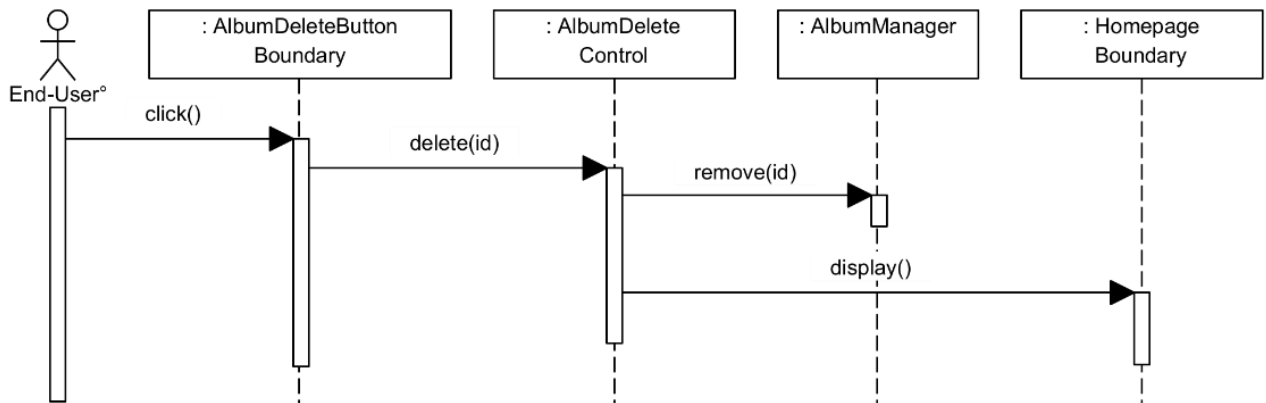 : AlbumDeleteButton
Boundary
: AlbumDelete
Control
: AlbumManager
: Homepage
Boundary
End-User°
click()
delete(id)
remove(id)
display()